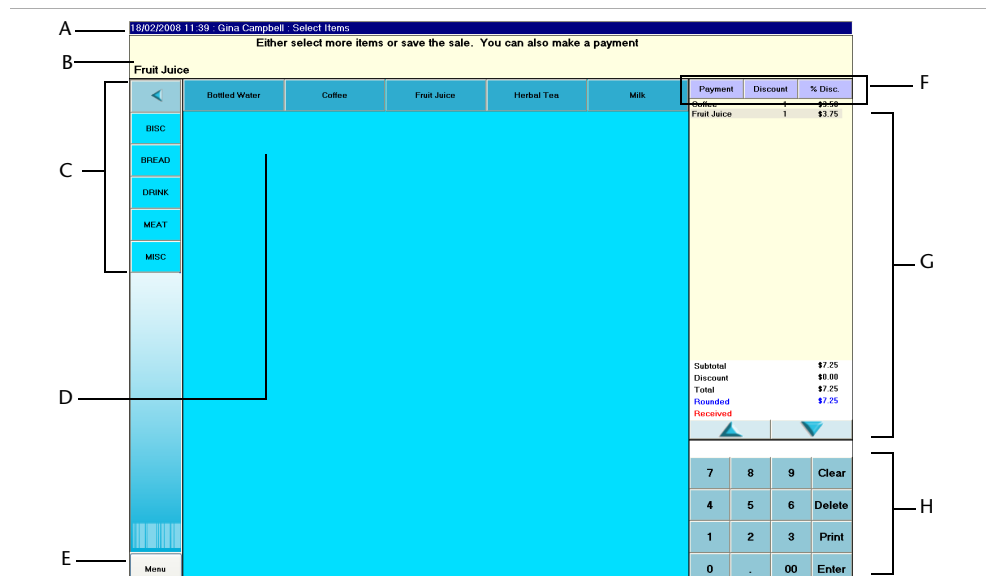 A
18/02/2008 11:39 : Gina Campbell : Select Items
Either select more items or save the sale. You can also make a payment
B
Fruit Juice
F
Payment Discount % Disc.
Bottled Water Coffee Fruit Juice Herbal Tea Milk
Coffee 1 $3.50
Fruit Juice 1 $3.75
C
BISC
BREAD
DRINK
MEAT
MISC
G
D
Subtotal $7.25
Discount $0.00
Total $7.25
Rounded $7.25
Received
7 8 9 Clear
4 5 6 Delete
H
1 2 3 Print
E
Menu
0 . 00 Enter